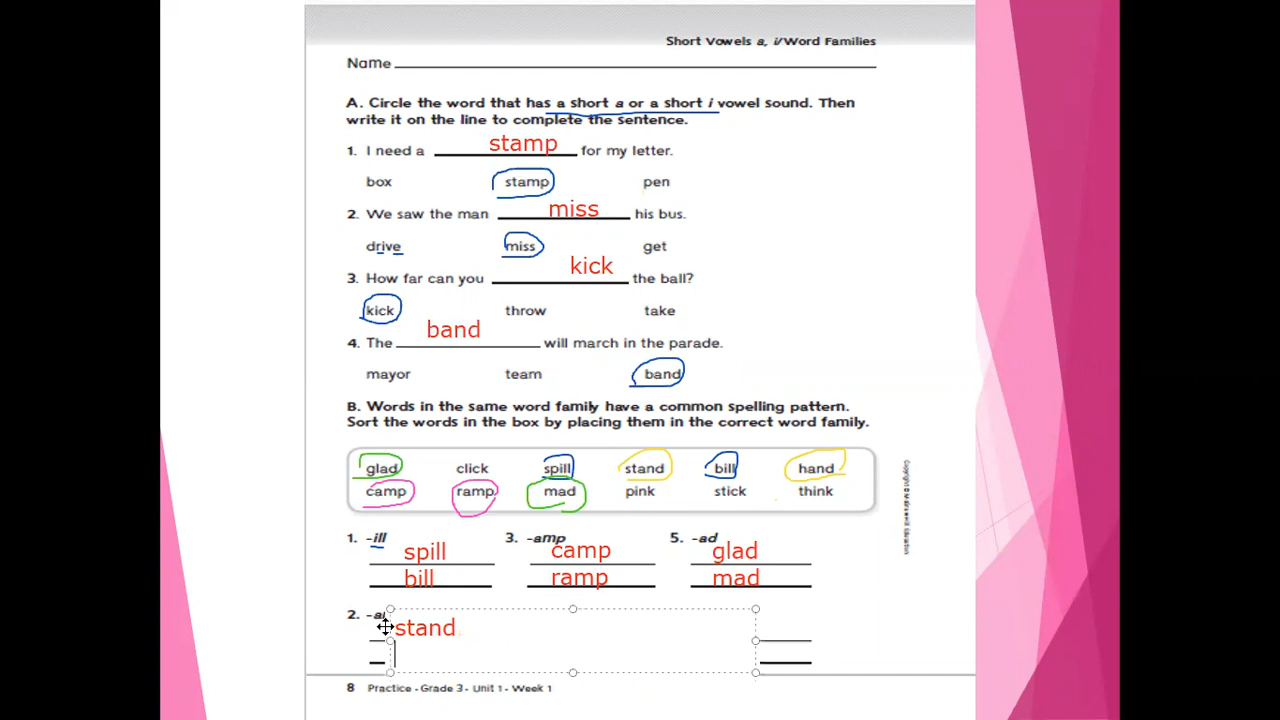 Short Vowels a, i/Word Families
Name
A. Circle the word that has a short a or a short i vowel sound. Then
write it on the line to complete the sentence.
1. I need a stamp for my letter.
box stamp pen
2. We saw the man miss his bus.
drive miss get
3. How far can you kick the ball?
kick throw take
4. The band will march in the parade.
mayor team band
B. Words in the same word family have a common spelling pattern.
Sort the words in the box by placing them in the correct word family.
glad click spill stand bill hand
camp ramp mad pink stick think
1. -ill 3. -amp 5. -ad
spill camp glad
bill ramp mad
2.
stand
8 Practice • Grade 3 • Unit 1 • Week 1